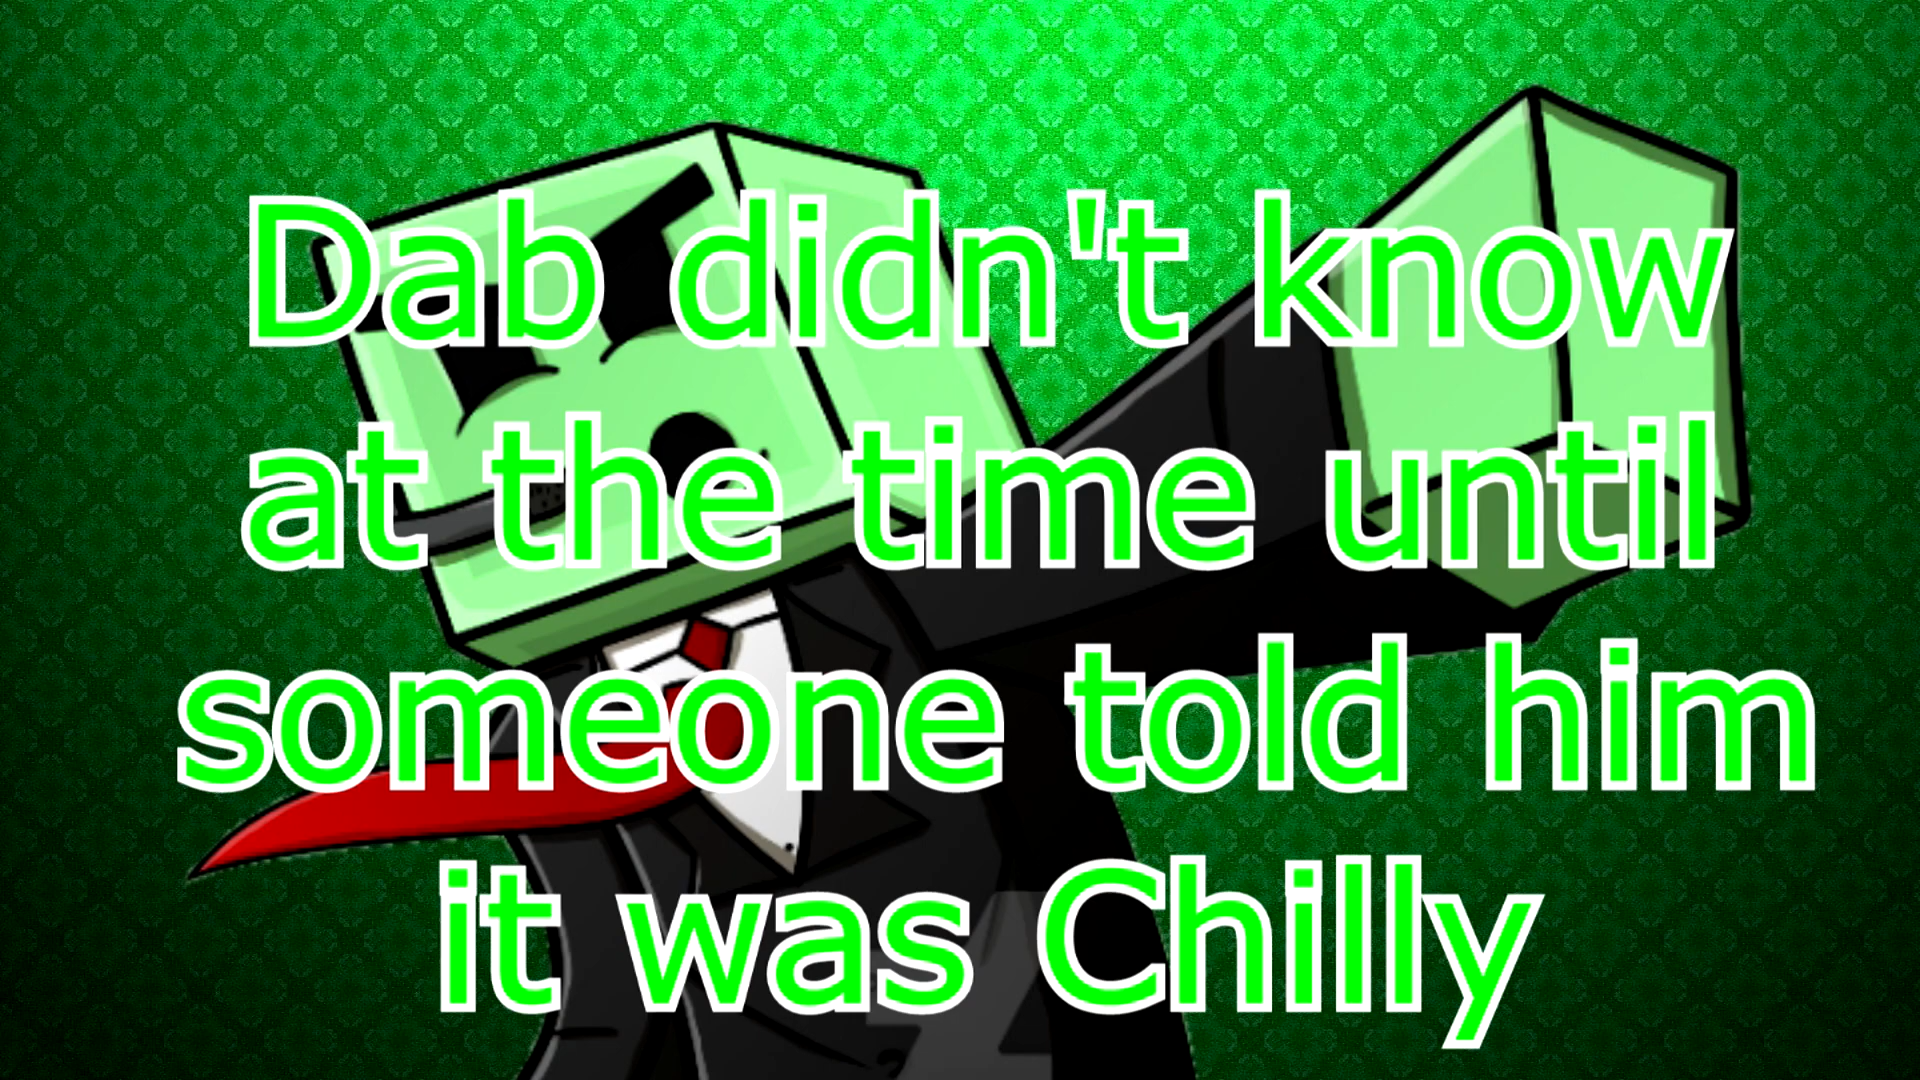 Dab didn't know
at the time until
someone told him
it was Chilly